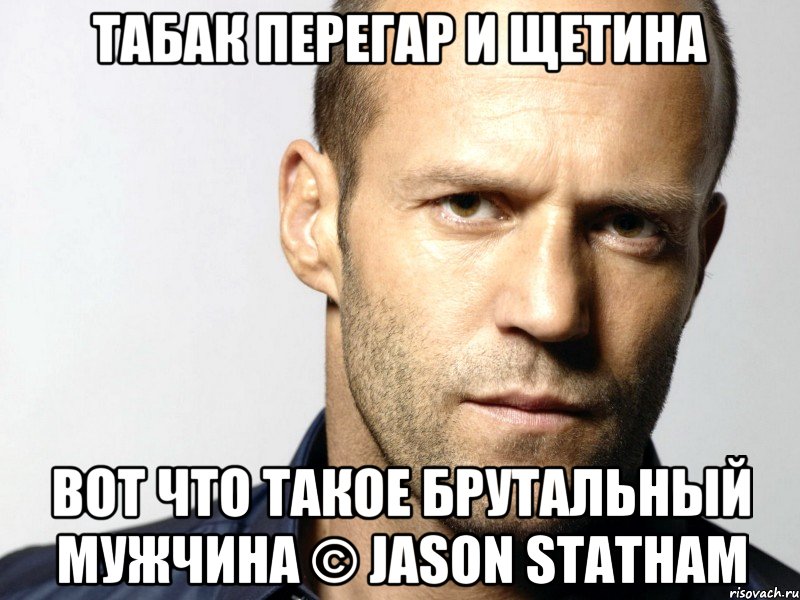 ТАБАК ПЕРЕГАР И ЩЕТИНА
ВОТ ЧТО ТАКОЕ БРУТАЛЬНЫЙ
МУЖЧИНА © JASON STATHAM
risovach.ru